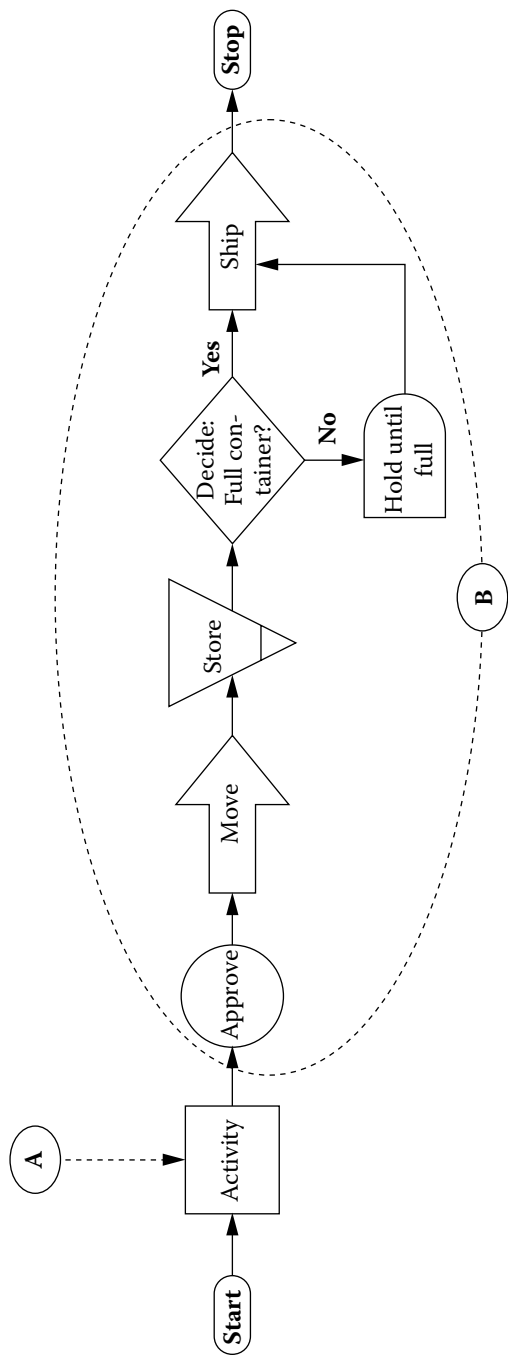 Start
A
Activity
Approve
Move
Store
Decide:
Full con-
tainer?
Yes
No
Hold until
full
Ship
Stop
B